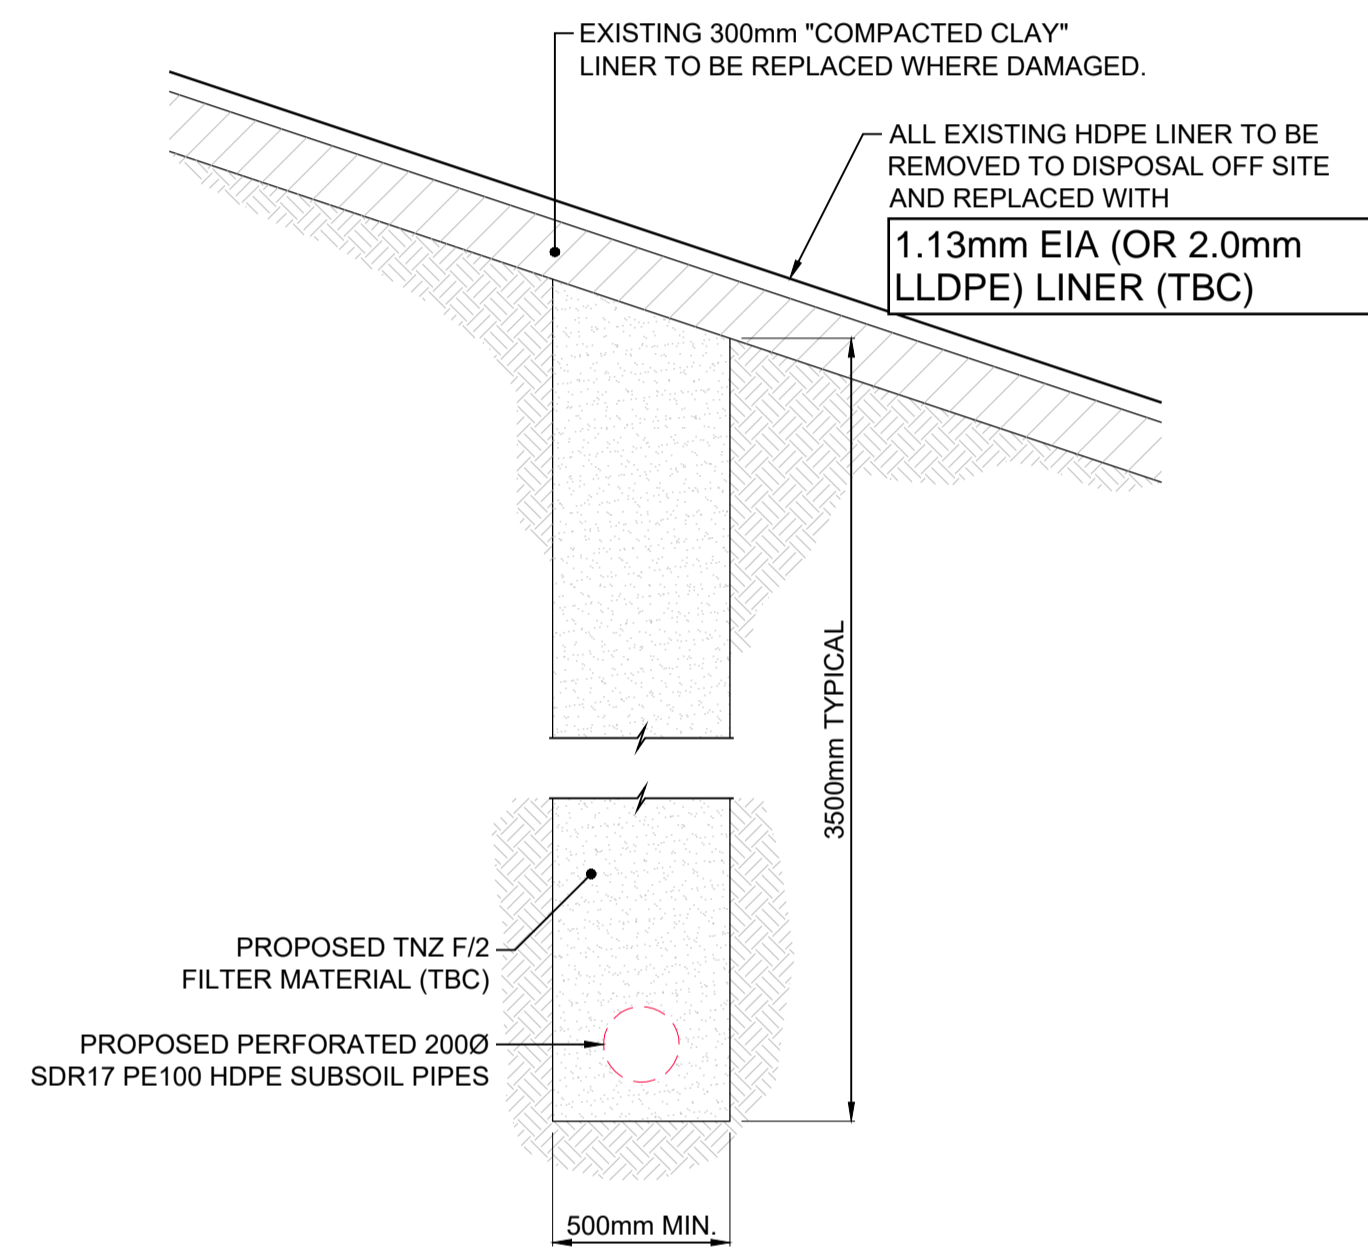 EXISTING 300mm "COMPACTED CLAY"
LINER TO BE REPLACED WHERE DAMAGED.
ALL EXISTING HDPE LINER TO BE
REMOVED TO DISPOSAL OFF SITE
AND REPLACED WITH
1.13mm EIA (OR 2.0mm
LLDPE) LINER (TBC)
3500mm TYPICAL
PROPOSED TNZ F/2
FILTER MATERIAL (TBC)
PROPOSED PERFORATED 200Ø
SDR17 PE100 HDPE SUBSOIL PIPES
500mm MIN.